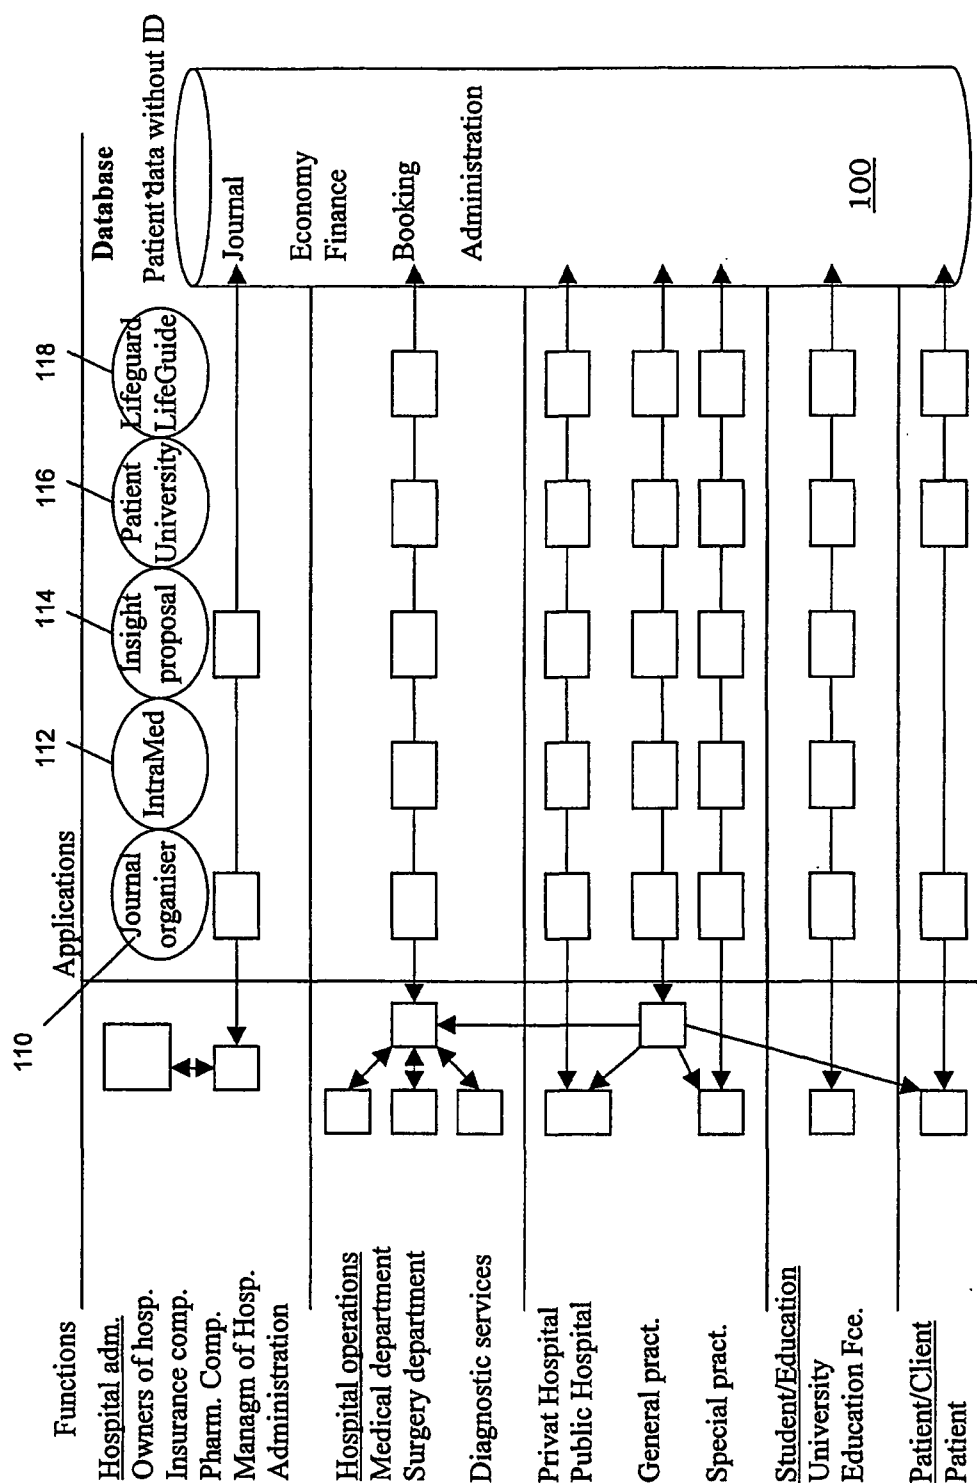 Functions
Applications
110
112
114
116
118
Journal
organiser
IntraMed
Insight
proposal
Patient
University
Lifeguard
LifeGuide
Database
Patient data without ID
Journal
Economy
Finance
Booking
Administration
100
Hospital adm.
Owners of hosp.
Insurance comp.
Pharm. Comp.
Managm of Hosp.
Administration
Hospital operations
Medical department
Surgery department
Diagnostic services
Privat Hospital
Public Hospital
General pract.
Special pract.
Student/Education
University
Education Fce.
Patient/Client
Patient